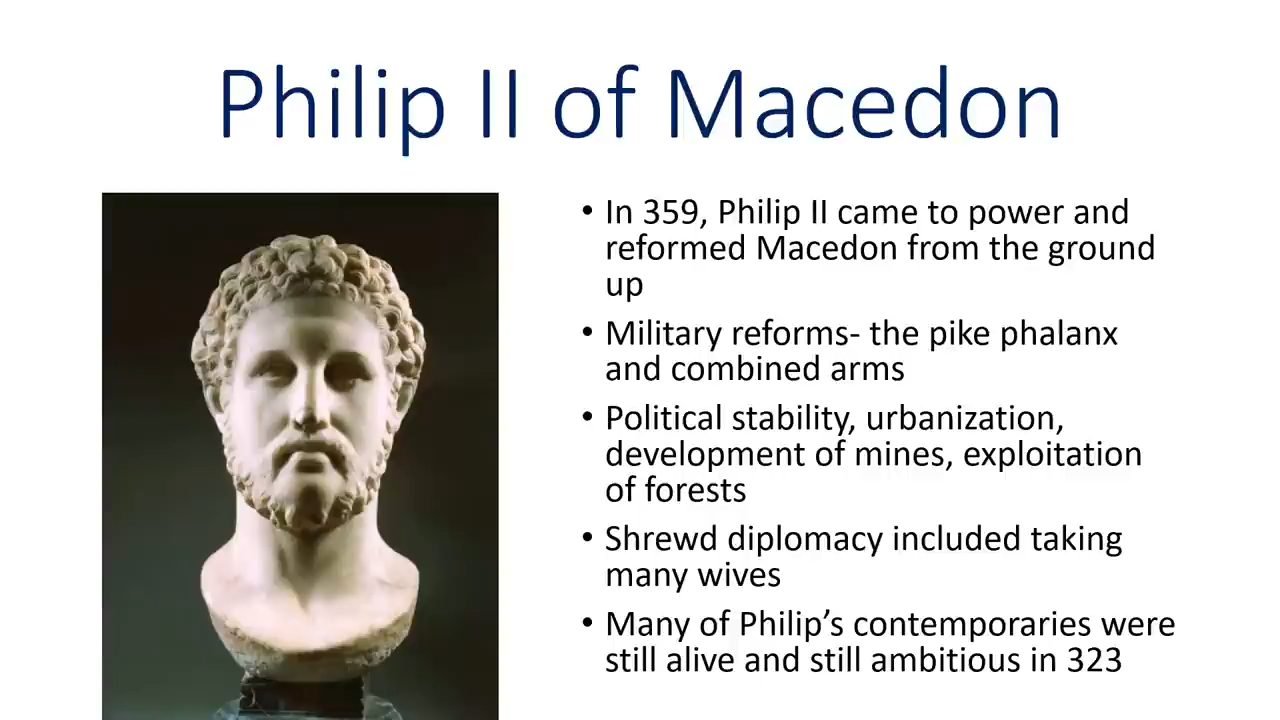 Philip II of Macedon
• In 359, Philip II came to power and
reformed Macedon from the ground
up
• Military reforms- the pike phalanx
and combined arms
• Political stability, urbanization,
development of mines, exploitation
of forests
• Shrewd diplomacy included taking
many wives
• Many of Philip’s contemporaries were
still alive and still ambitious in 323